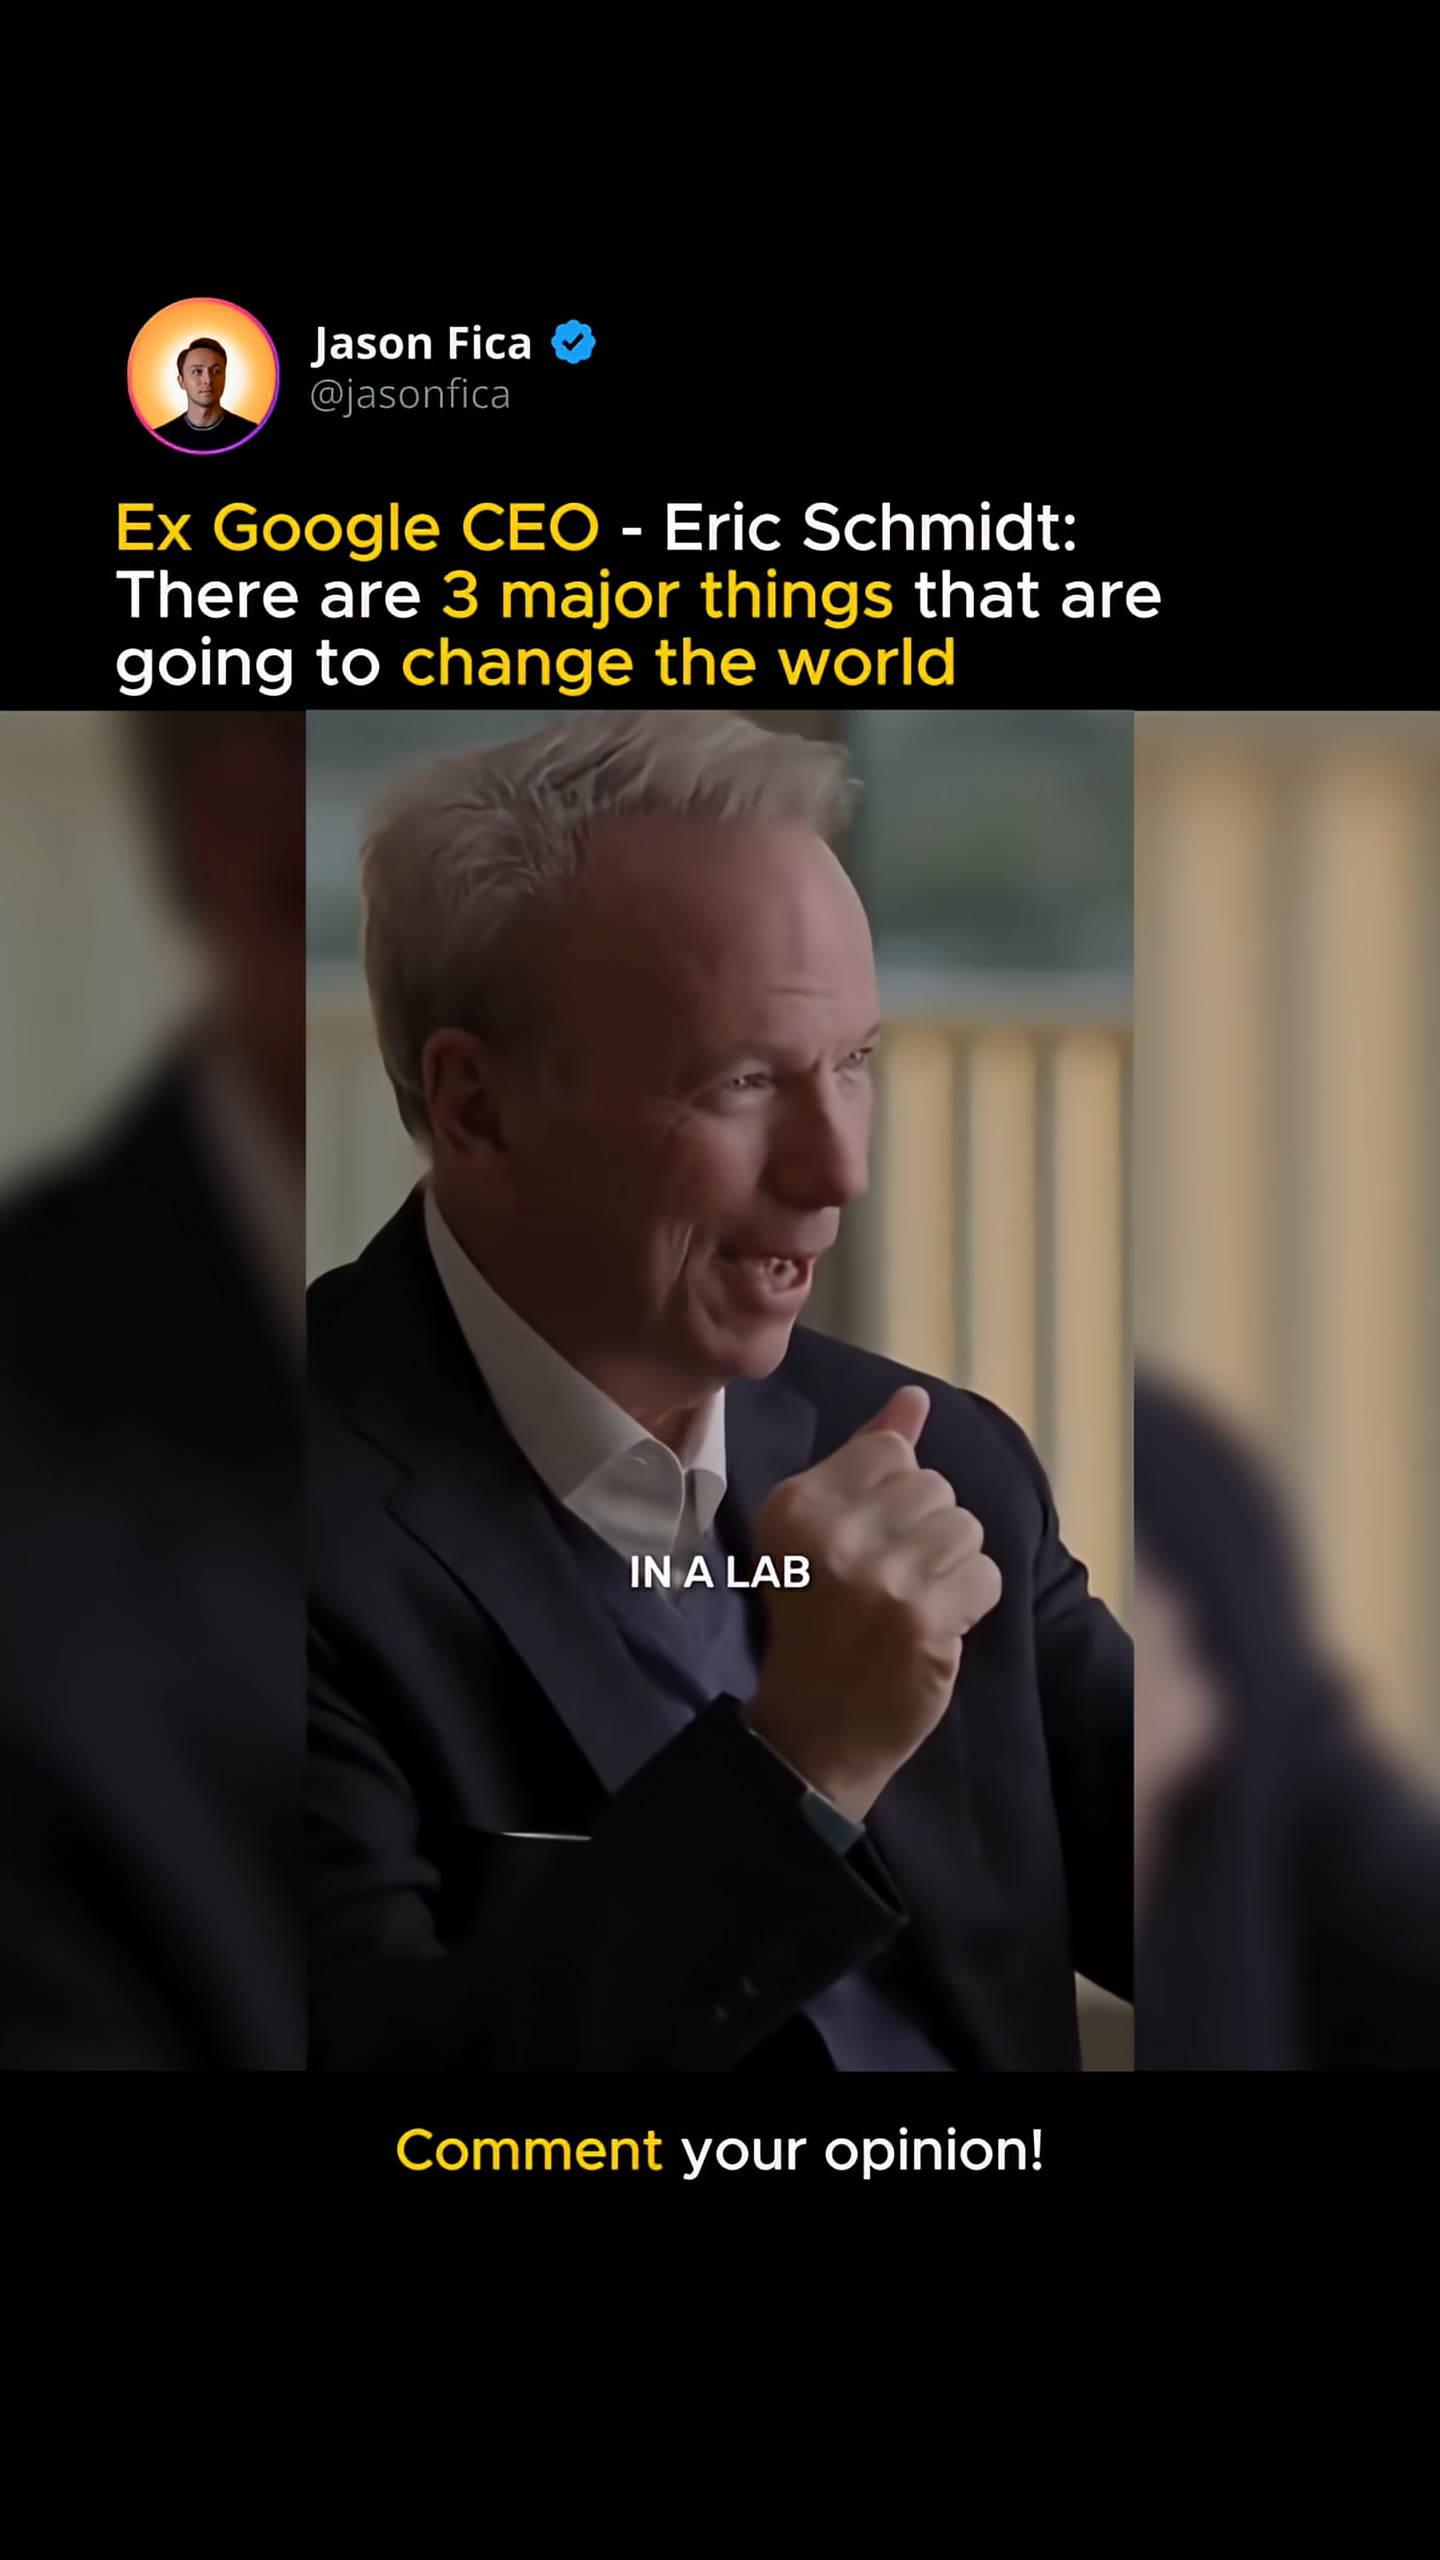 Jason Fica
@jasonfica
Ex Google CEO - Eric Schmidt:
There are 3 major things that are
going to change the world
IN A LAB
Comment your opinion!